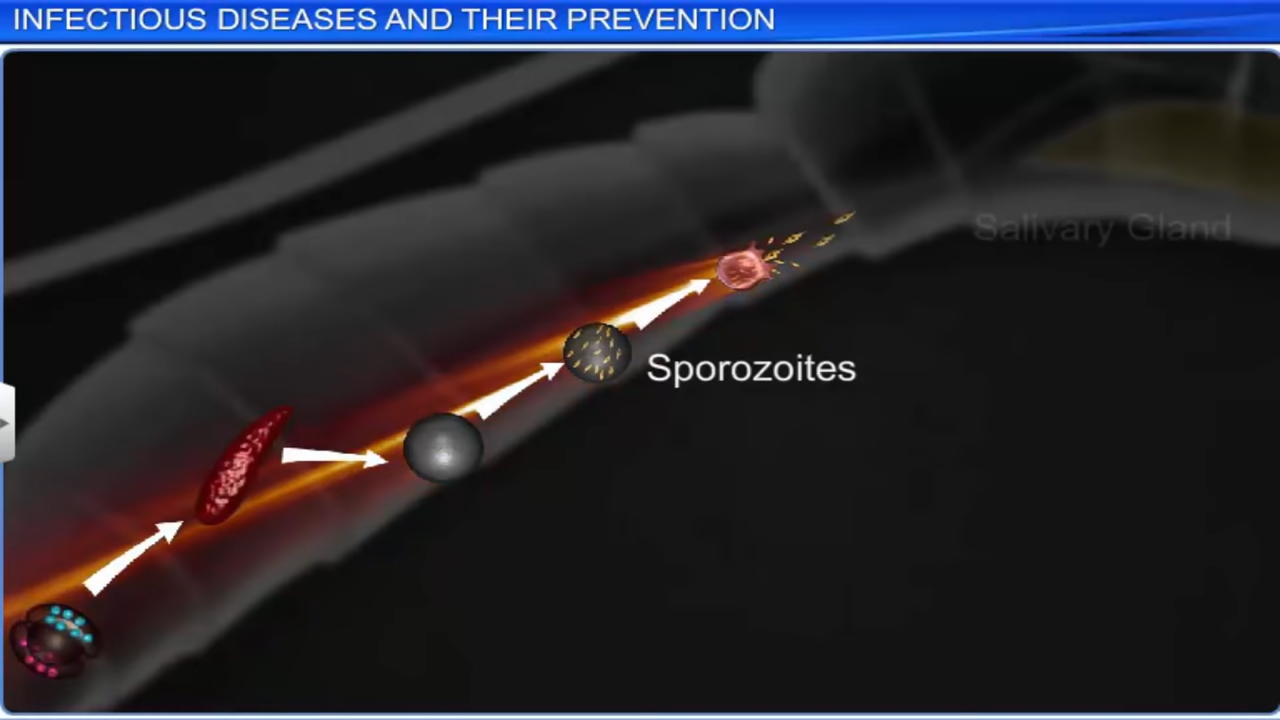 INFECTIOUS DISEASES AND THEIR PREVENTION
Salivary Gland
Sporozoites